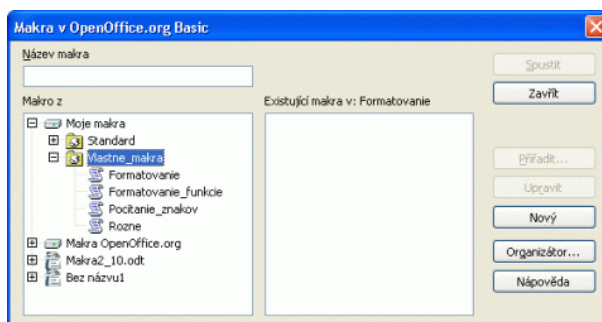 Makra v OpenOffice.org Basic
Název makra
Spustit
Zavřít
Makro z
Existující makra v: Formatovanie
Moje makra
Standard
Vlastne_makra
Formatovanie
Formatovanie_funkcie
Pocitanie_znakov
Rozne
Makra OpenOffice.org
Makra2_10.odt
Bez názvu1
Přiřadit...
Upravit
Nový
Organizátor...
Nápověda